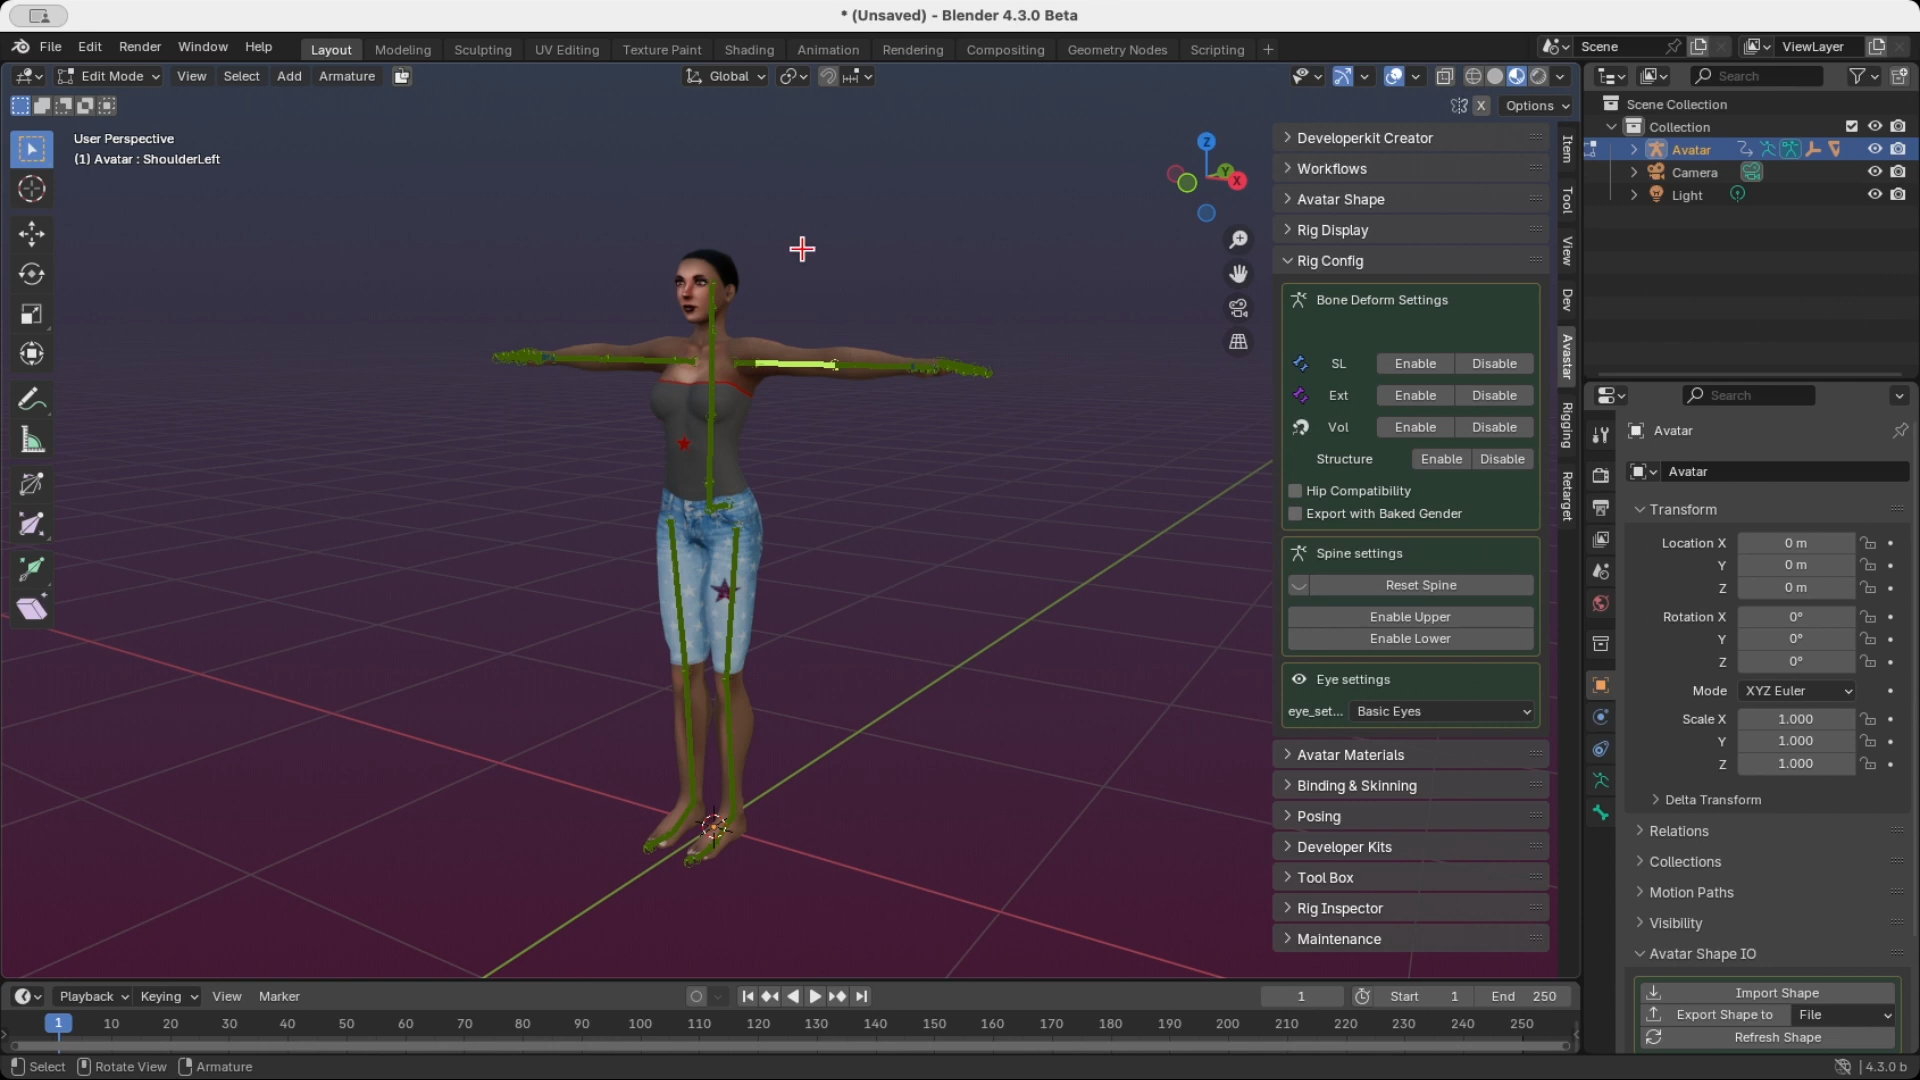 * (Unsaved) - Blender 4.3.0 Beta
File Edit Render Window Help Layout Modeling Sculpting UV Editing Texture Paint Shading Animation Rendering Compositing Geometry Nodes Scripting + Scene ViewLayer
Edit Mode View Select Add Armature Global Search
X Options
User Perspective
(1) Avatar : ShoulderLeft
Z
Y
X
Developerkit Creator
Workflows
Avatar Shape
Rig Display
Rig Config
Bone Deform Settings
SL Enable Disable
Ext Enable Disable
Vol Enable Disable
Structure Enable Disable
Hip Compatibility
Export with Baked Gender
Spine settings
Reset Spine
Enable Upper
Enable Lower
Eye settings
eye_set... Basic Eyes
Avatar Materials
Binding & Skinning
Posing
Developer Kits
Tool Box
Rig Inspector
Maintenance
Item
Tool
View
Dev
Avastar
Rigging
Retarget
Scene Collection
Collection
Avatar
Camera
Light
Search
Avatar
Avatar
Transform
Location X 0 m
Y 0 m
Z 0 m
Rotation X 0°
Y 0°
Z 0°
Mode XYZ Euler
Scale X 1.000
Y 1.000
Z 1.000
Delta Transform
Relations
Collections
Motion Paths
Visibility
Avatar Shape IO
Import Shape
Export Shape to File
Refresh Shape
Playback Keying View Marker 1 Start 1 End 250
1 10 20 30 40 50 60 70 80 90 100 110 120 130 140 150 160 170 180 190 200 210 220 230 240 250
Select Rotate View Armature 4.3.0 b